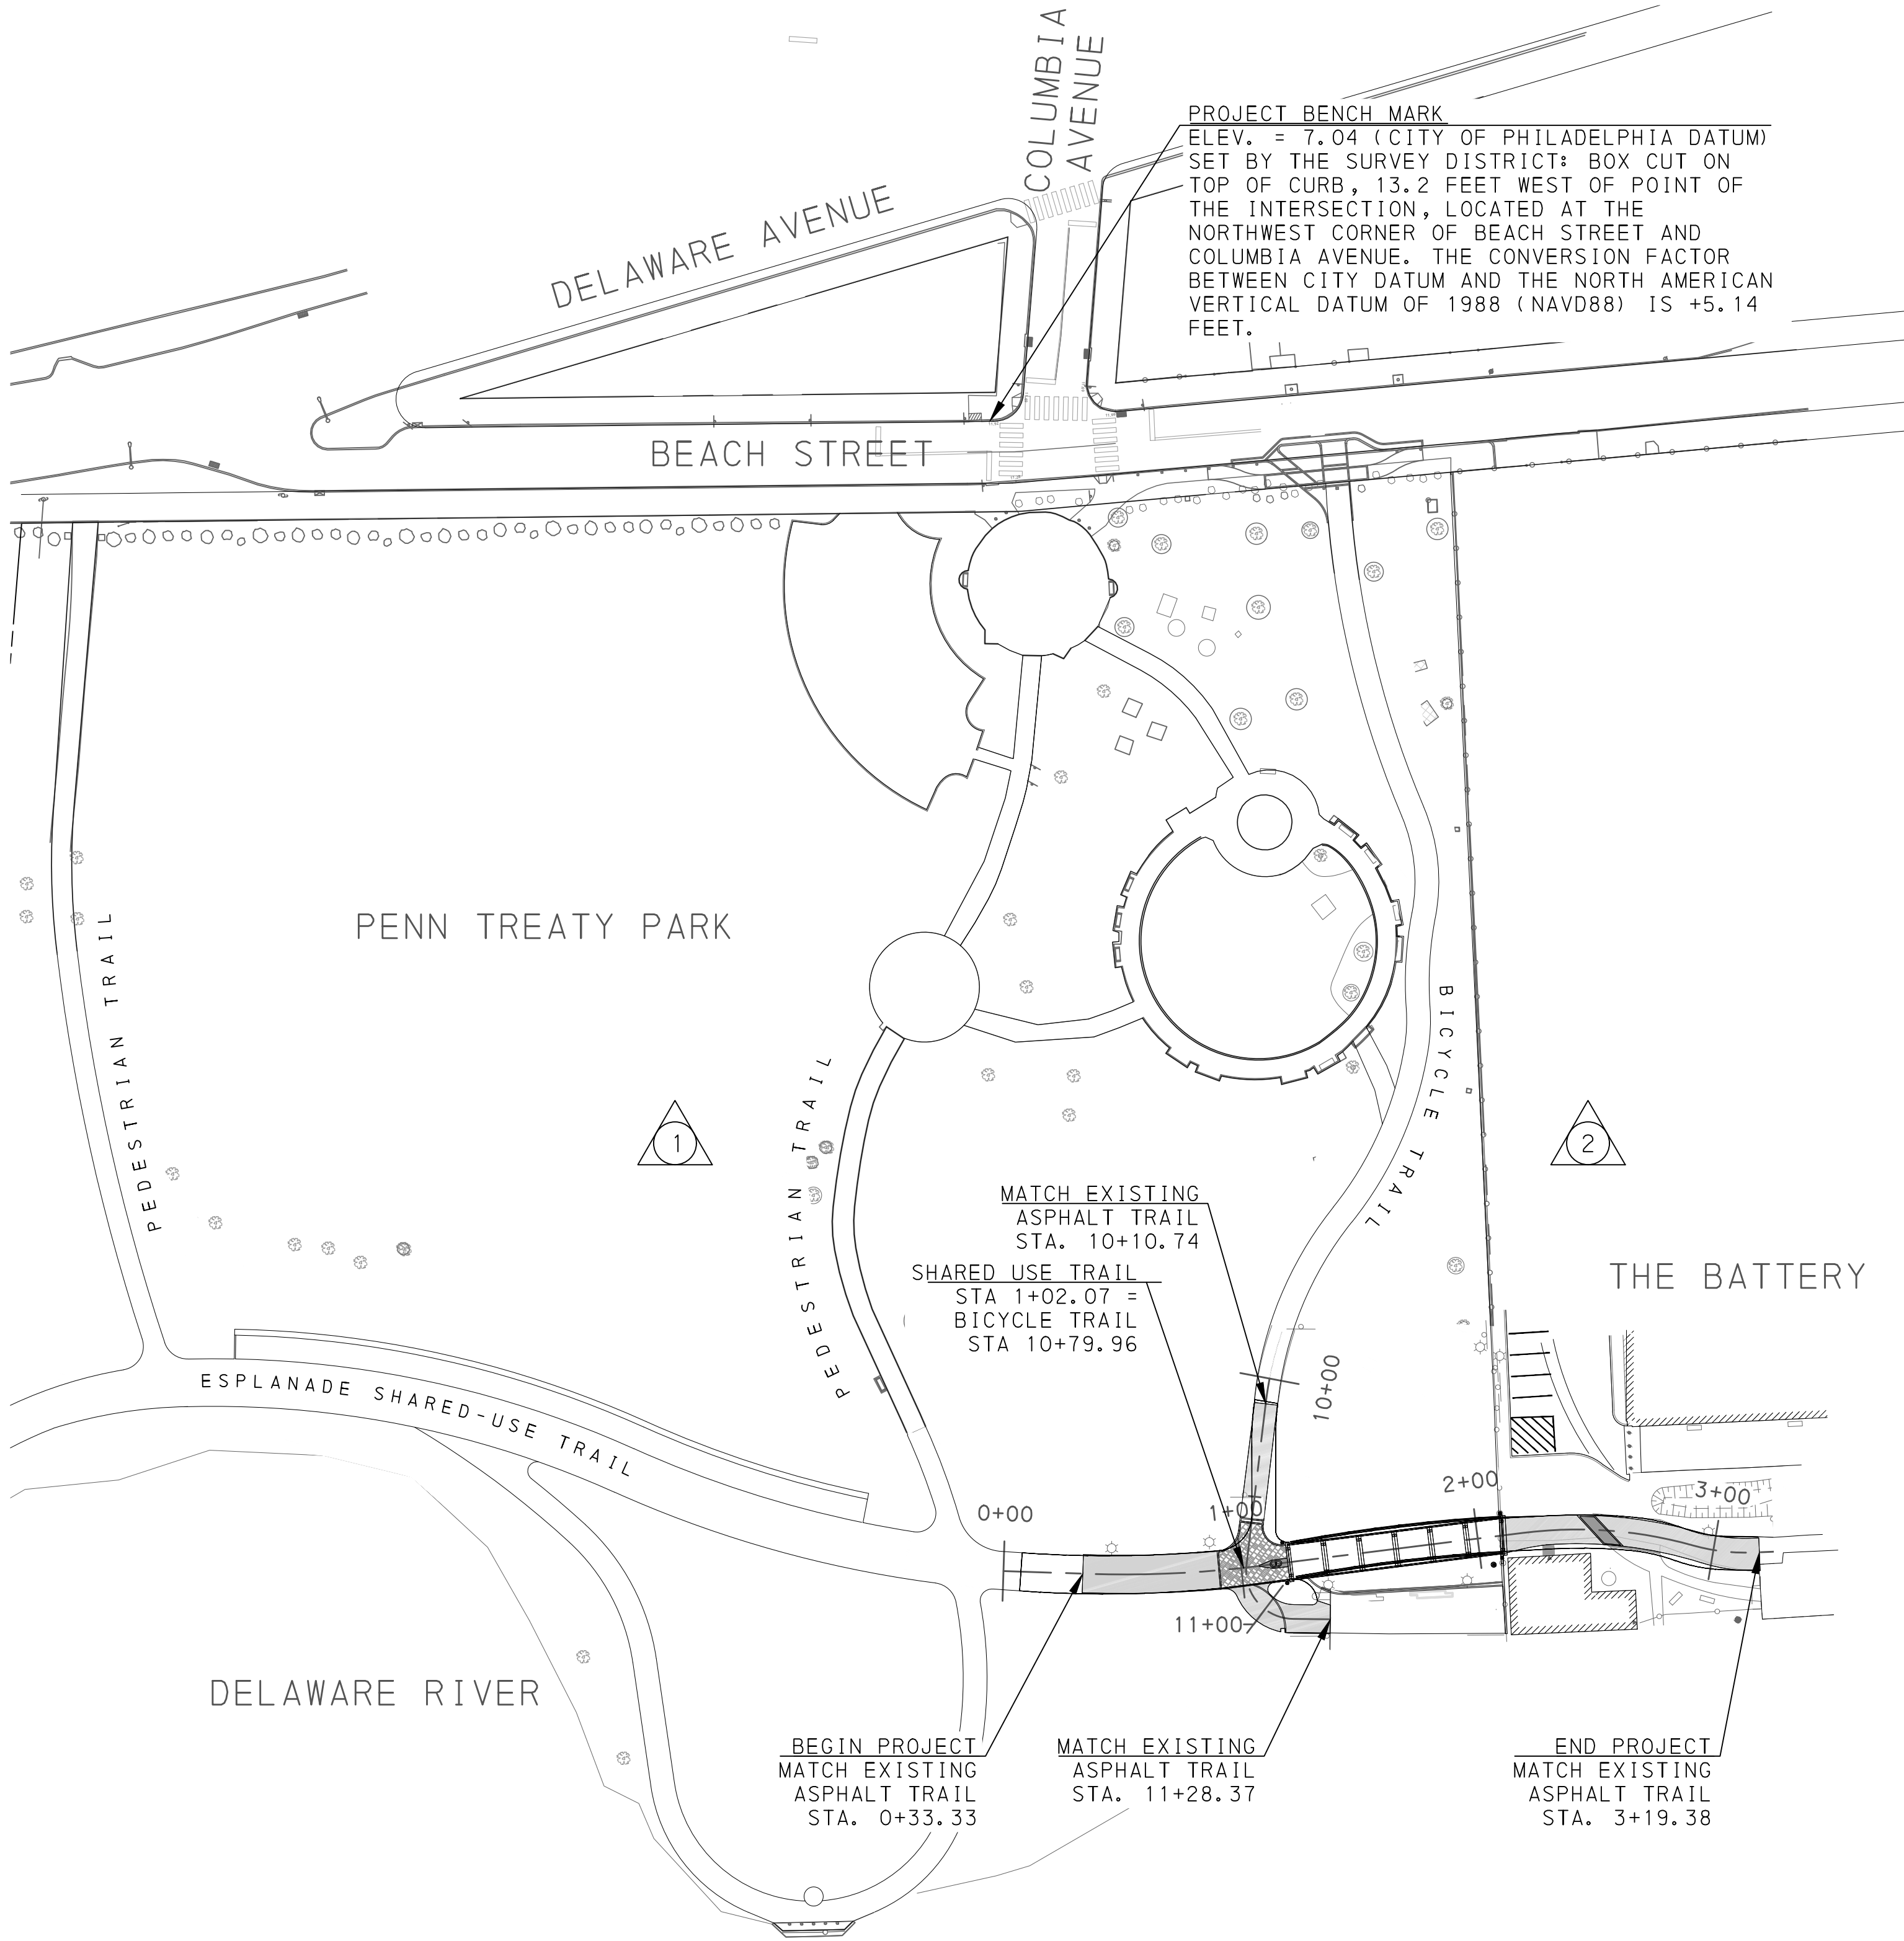 COLUMBIA
AVENUE
PROJECT BENCH MARK
ELEV. = 7.04 (CITY OF PHILADELPHIA DATUM)
SET BY THE SURVEY DISTRICT: BOX CUT ON
TOP OF CURB, 13.2 FEET WEST OF POINT OF
THE INTERSECTION, LOCATED AT THE
NORTHWEST CORNER OF BEACH STREET AND
COLUMBIA AVENUE. THE CONVERSION FACTOR
BETWEEN CITY DATUM AND THE NORTH AMERICAN
VERTICAL DATUM OF 1988 (NAVD88) IS +5.14
FEET.
DELAWARE AVENUE
BEACH STREET
PENN TREATY PARK
PEDESTRIAN TRAIL
PEDESTRIAN TRAIL
BICYCLE TRAIL
1
2
MATCH EXISTING
ASPHALT TRAIL
STA. 10+10.74
SHARED USE TRAIL
STA 1+02.07 =
BICYCLE TRAIL
STA 10+79.96
THE BATTERY
ESPLANADE SHARED-USE TRAIL
10+00
0+00
1+00
2+00
3+00
11+00
DELAWARE RIVER
BEGIN PROJECT
MATCH EXISTING
ASPHALT TRAIL
STA. 0+33.33
MATCH EXISTING
ASPHALT TRAIL
STA. 11+28.37
END PROJECT
MATCH EXISTING
ASPHALT TRAIL
STA. 3+19.38